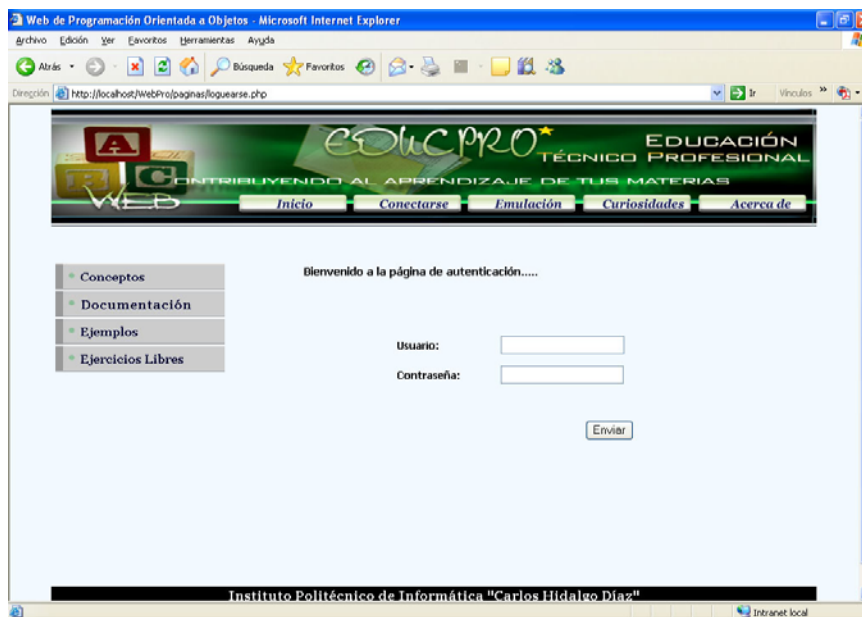 Web de Programación Orientada a Objetos - Microsoft Internet Explorer
Archivo Edición Ver Favoritos Herramientas Ayuda
Atrás Búsqueda Favoritos
Dirección http://localhost/WebPro/paginas/loguearse.php Ir Vínculos »
A B C WEB
EDUCPRO* EDUCACIÓN
TÉCNICO PROFESIONAL
CONTRIBUYENDO AL APRENDIZAJE DE TUS MATERIAS
Inicio Conectarse Emulación Curiosidades Acerca de
Bienvenido a la página de autenticación.....
Conceptos
Documentación
Ejemplos
Ejercicios Libres
Usuario:
Contraseña:
Enviar
Instituto Politécnico de Informática "Carlos Hidalgo Díaz"
Intranet local